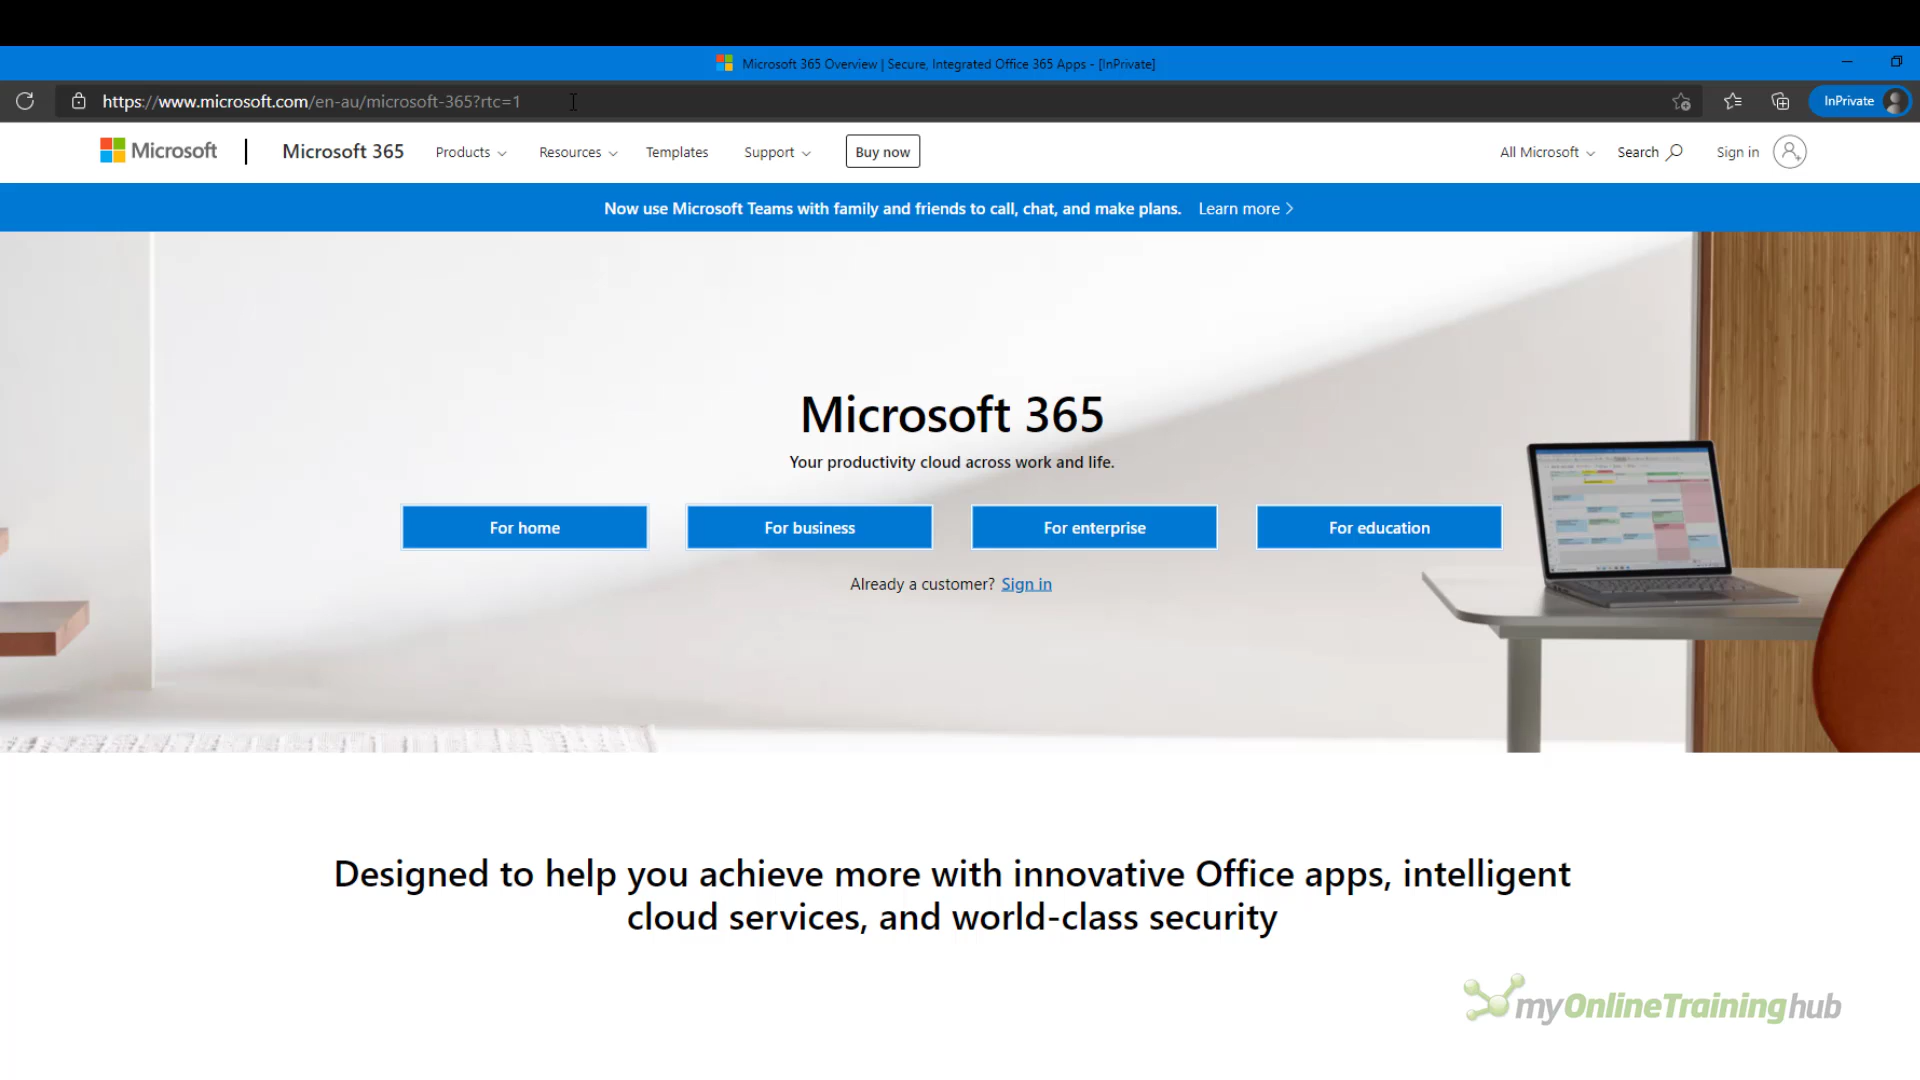 Microsoft 365 Overview | Secure, Integrated Office 365 Apps - [InPrivate]
https://www.microsoft.com/en-au/microsoft-365?rtc=1
InPrivate
Microsoft
Microsoft 365
Products
Resources
Templates
Support
Buy now
All Microsoft
Search
Sign in
Now use Microsoft Teams with family and friends to call, chat, and make plans. Learn more >
Microsoft 365
Your productivity cloud across work and life.
For home
For business
For enterprise
For education
Already a customer? Sign in
Designed to help you achieve more with innovative Office apps, intelligent
cloud services, and world-class security
myOnlineTraininghub